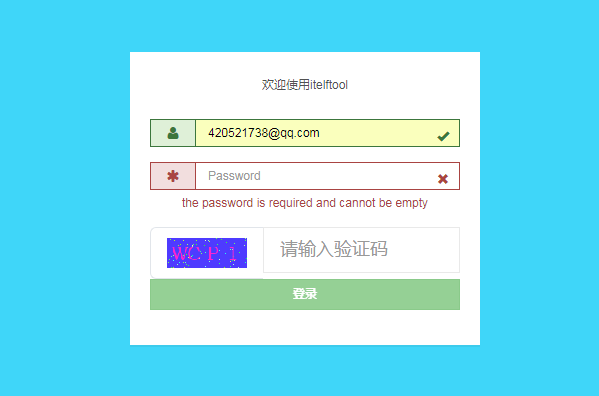 欢迎使用itelftool
420521738@qq.com
Password
the password is required and cannot be empty
请输入验证码
登录